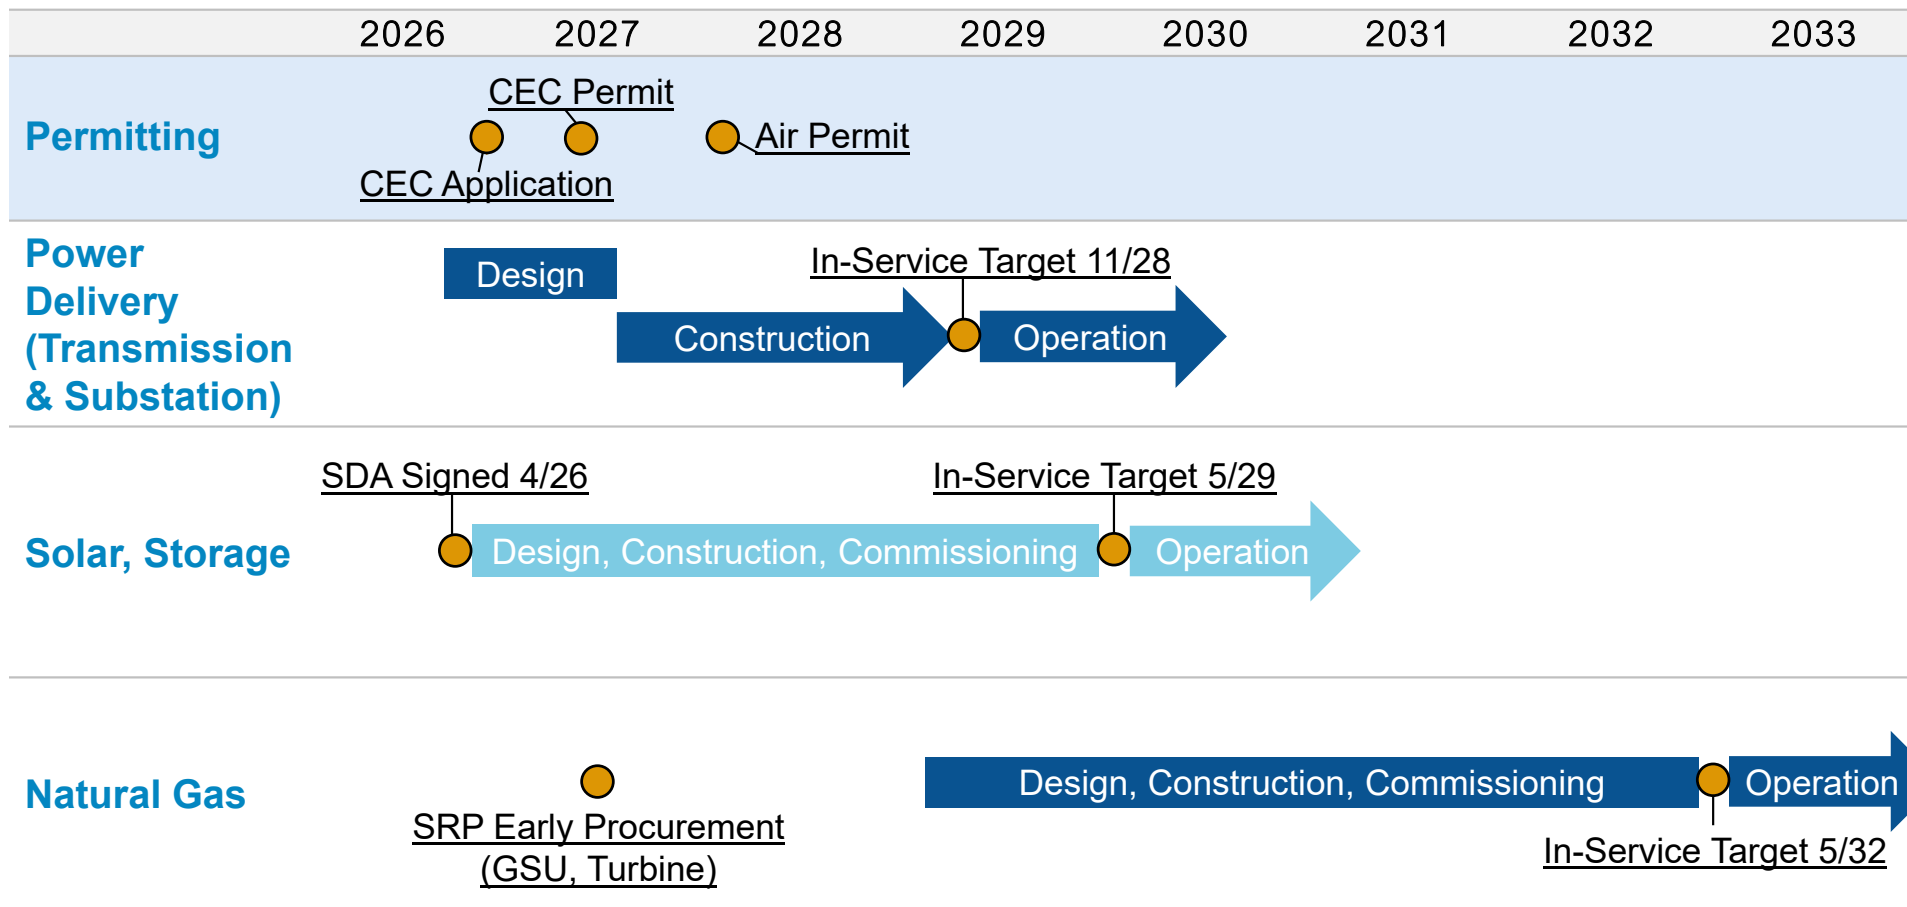 2026 2027 2028 2029 2030 2031 2032 2033
Permitting
CEC Permit
Air Permit
CEC Application
Power
Delivery
(Transmission
& Substation)
Design
In-Service Target 11/28
Construction
Operation
Solar, Storage
SDA Signed 4/26
In-Service Target 5/29
Design, Construction, Commissioning
Operation
Natural Gas
SRP Early Procurement
(GSU, Turbine)
Design, Construction, Commissioning
Operation
In-Service Target 5/32